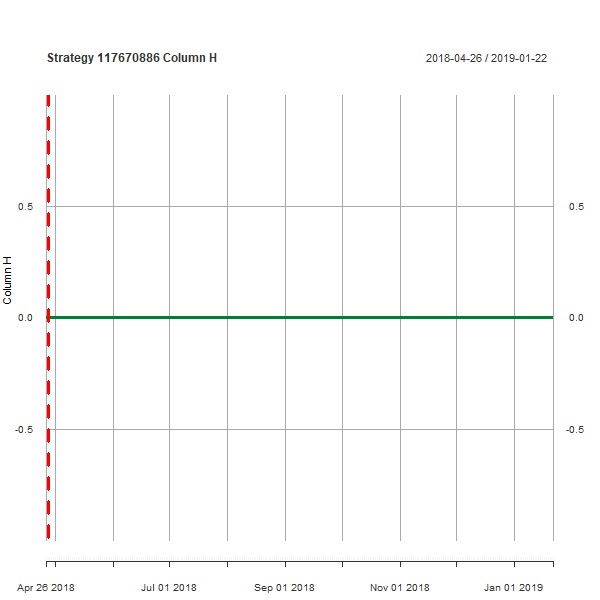 Strategy 117670886 Column H
2018-04-26 / 2019-01-22
0.5
0.5
Column H
0.0
0.0
-0.5
-0.5
Apr 26 2018
Jul 01 2018
Sep 01 2018
Nov 01 2018
Jan 01 2019